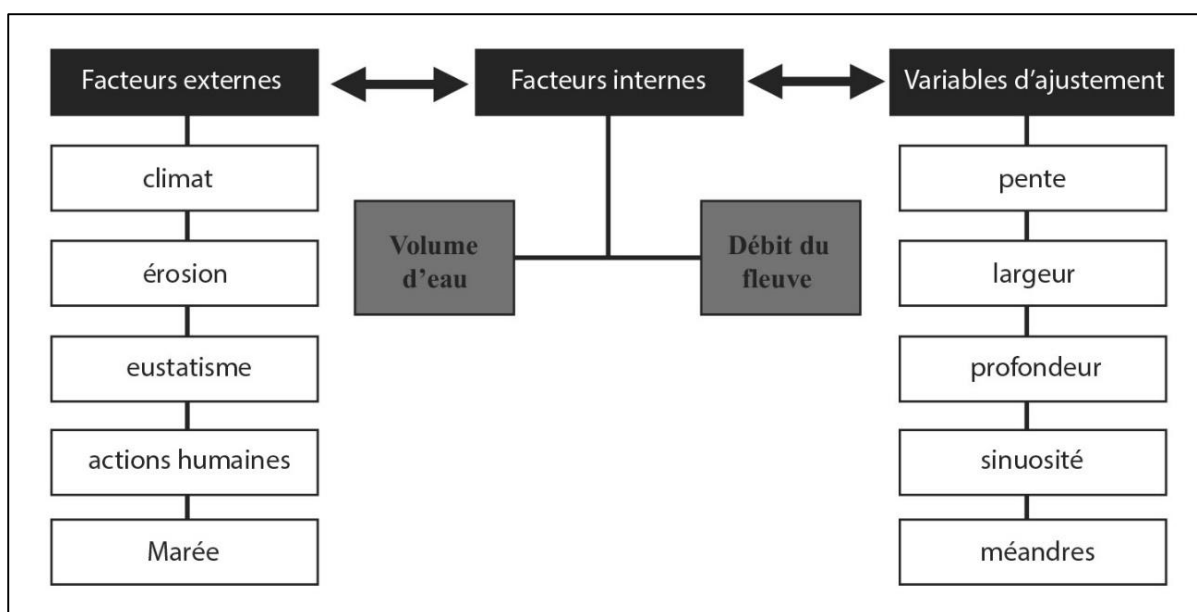 Facteurs externes
Facteurs internes
Variables d'ajustement
climat
érosion
eustatisme
actions humaines
Marée
Volume
d'eau
Débit du
fleuve
pente
largeur
profondeur
sinuosité
méandres